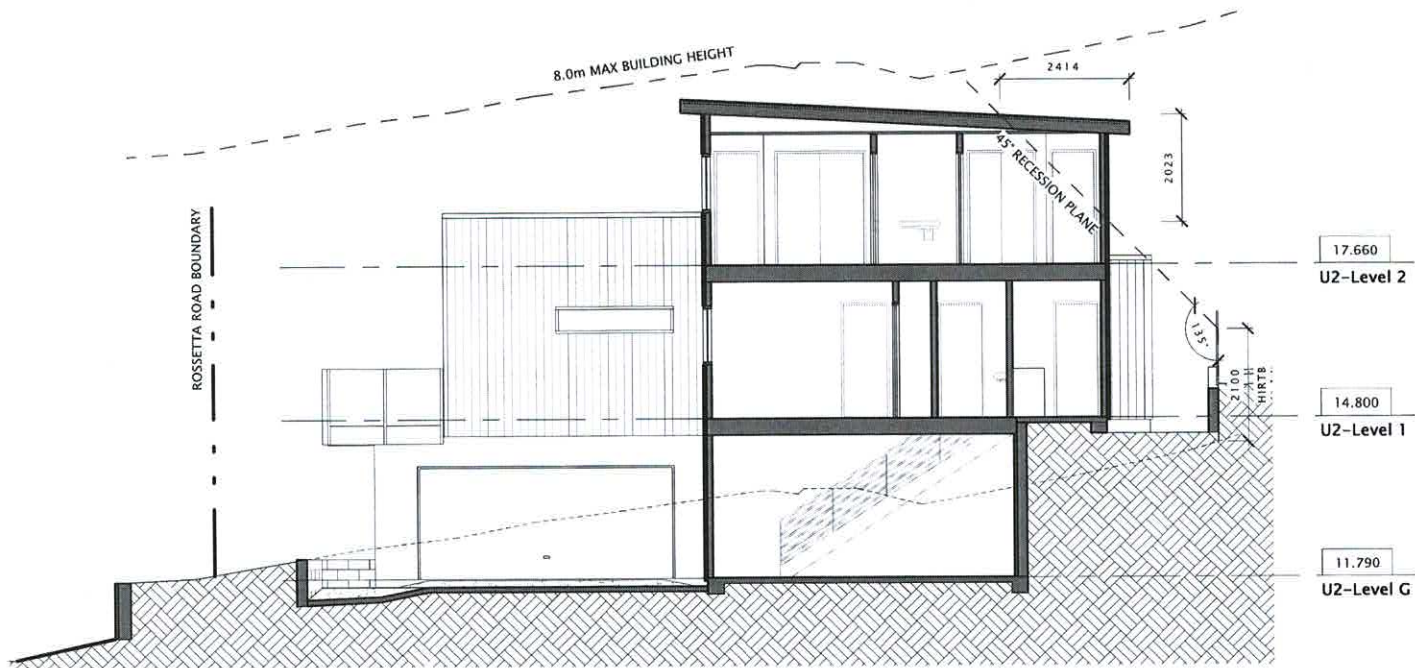 8.0m MAX BUILDING HEIGHT
2414
45° RECESSION PLANE
2023
ROSSETTA ROAD BOUNDARY
17.660
U2-Level 2
135°
2100
HIRTB
14.800
U2-Level 1
11.790
U2-Level G